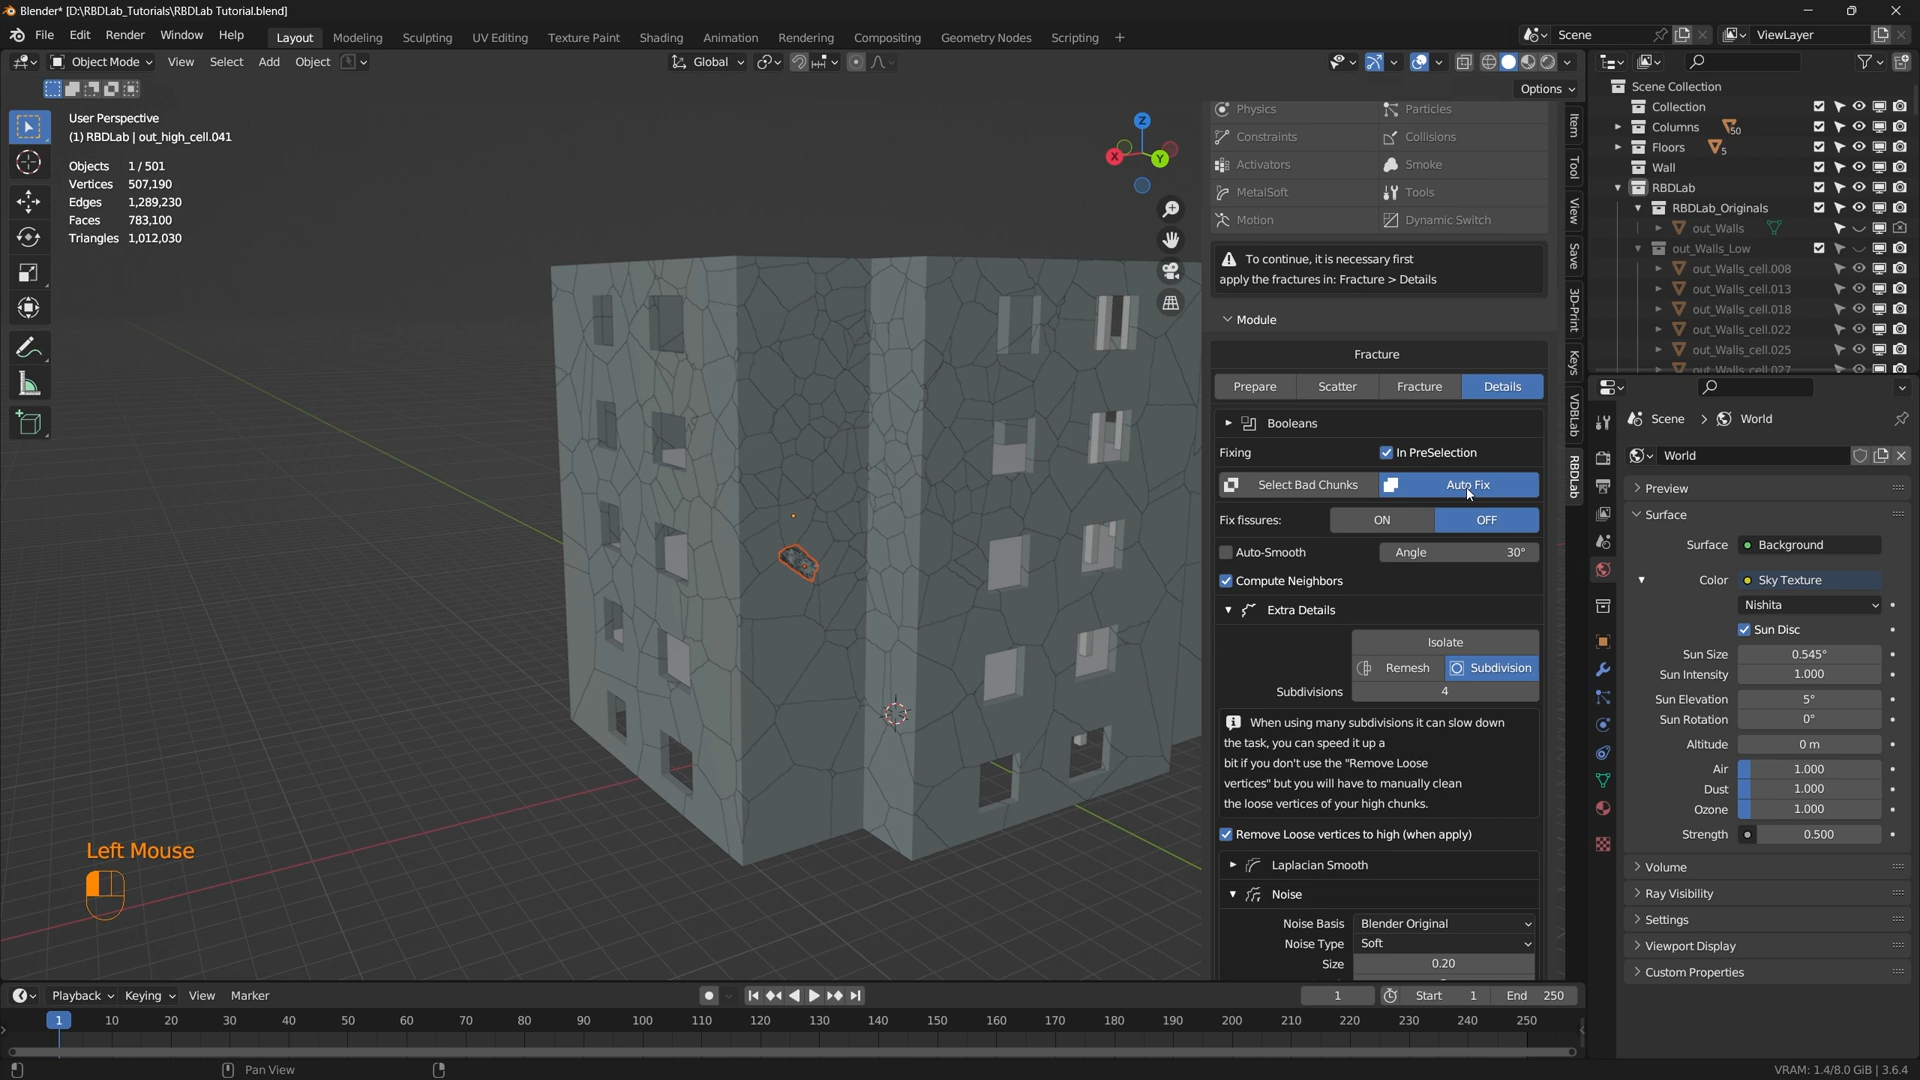 Blender* [D:\RBDLab_Tutorials\RBDLab Tutorial.blend]
File Edit Render Window Help Layout Modeling Sculpting UV Editing Texture Paint Shading Animation Rendering Compositing Geometry Nodes Scripting + Scene ViewLayer
Object Mode View Select Add Object Global
Options
User Perspective
(1) RBDLab | out_high_cell.041
Objects 1/501
Vertices 507,190
Edges 1,289,230
Faces 783,100
Triangles 1,012,030
Z
X
Y
Physics Particles
Constraints Collisions
Activators Smoke
MetalSoft Tools
Motion Dynamic Switch
To continue, it is necessary first
apply the fractures in: Fracture > Details
Module
Fracture
Prepare Scatter Fracture Details
Booleans
Fixing In PreSelection
Select Bad Chunks Auto Fix
Fix fissures: ON OFF
Auto-Smooth Angle 30°
Compute Neighbors
Extra Details
Isolate
Remesh Subdivision
Subdivisions 4
When using many subdivisions it can slow down
the task, you can speed it up a
bit if you don't use the "Remove Loose
vertices" but you will have to manually clean
the loose vertices of your high chunks.
Remove Loose vertices to high (when apply)
Laplacian Smooth
Noise
Noise Basis Blender Original
Noise Type Soft
Size 0.20
Item
Tool
View
Save
3D-Print
Keys
VDBLab
RBDLab
Scene Collection
Collection
Columns 50
Floors 5
Wall
RBDLab
RBDLab_Originals
out_Walls
out_Walls_Low
out_Walls_cell.008
out_Walls_cell.013
out_Walls_cell.018
out_Walls_cell.022
out_Walls_cell.025
out_Walls_cell.027
Scene World
World
Preview
Surface
Surface Background
Color Sky Texture
Nishita
Sun Disc
Sun Size 0.545°
Sun Intensity 1.000
Sun Elevation 5°
Sun Rotation 0°
Altitude 0 m
Air 1.000
Dust 1.000
Ozone 1.000
Strength 0.500
Volume
Ray Visibility
Settings
Viewport Display
Custom Properties
Left Mouse
Playback Keying View Marker 1 Start 1 End 250
1 10 20 30 40 50 60 70 80 90 100 110 120 130 140 150 160 170 180 190 200 210 220 230 240 250
Pan View VRAM: 1.4/8.0 GiB | 3.6.4